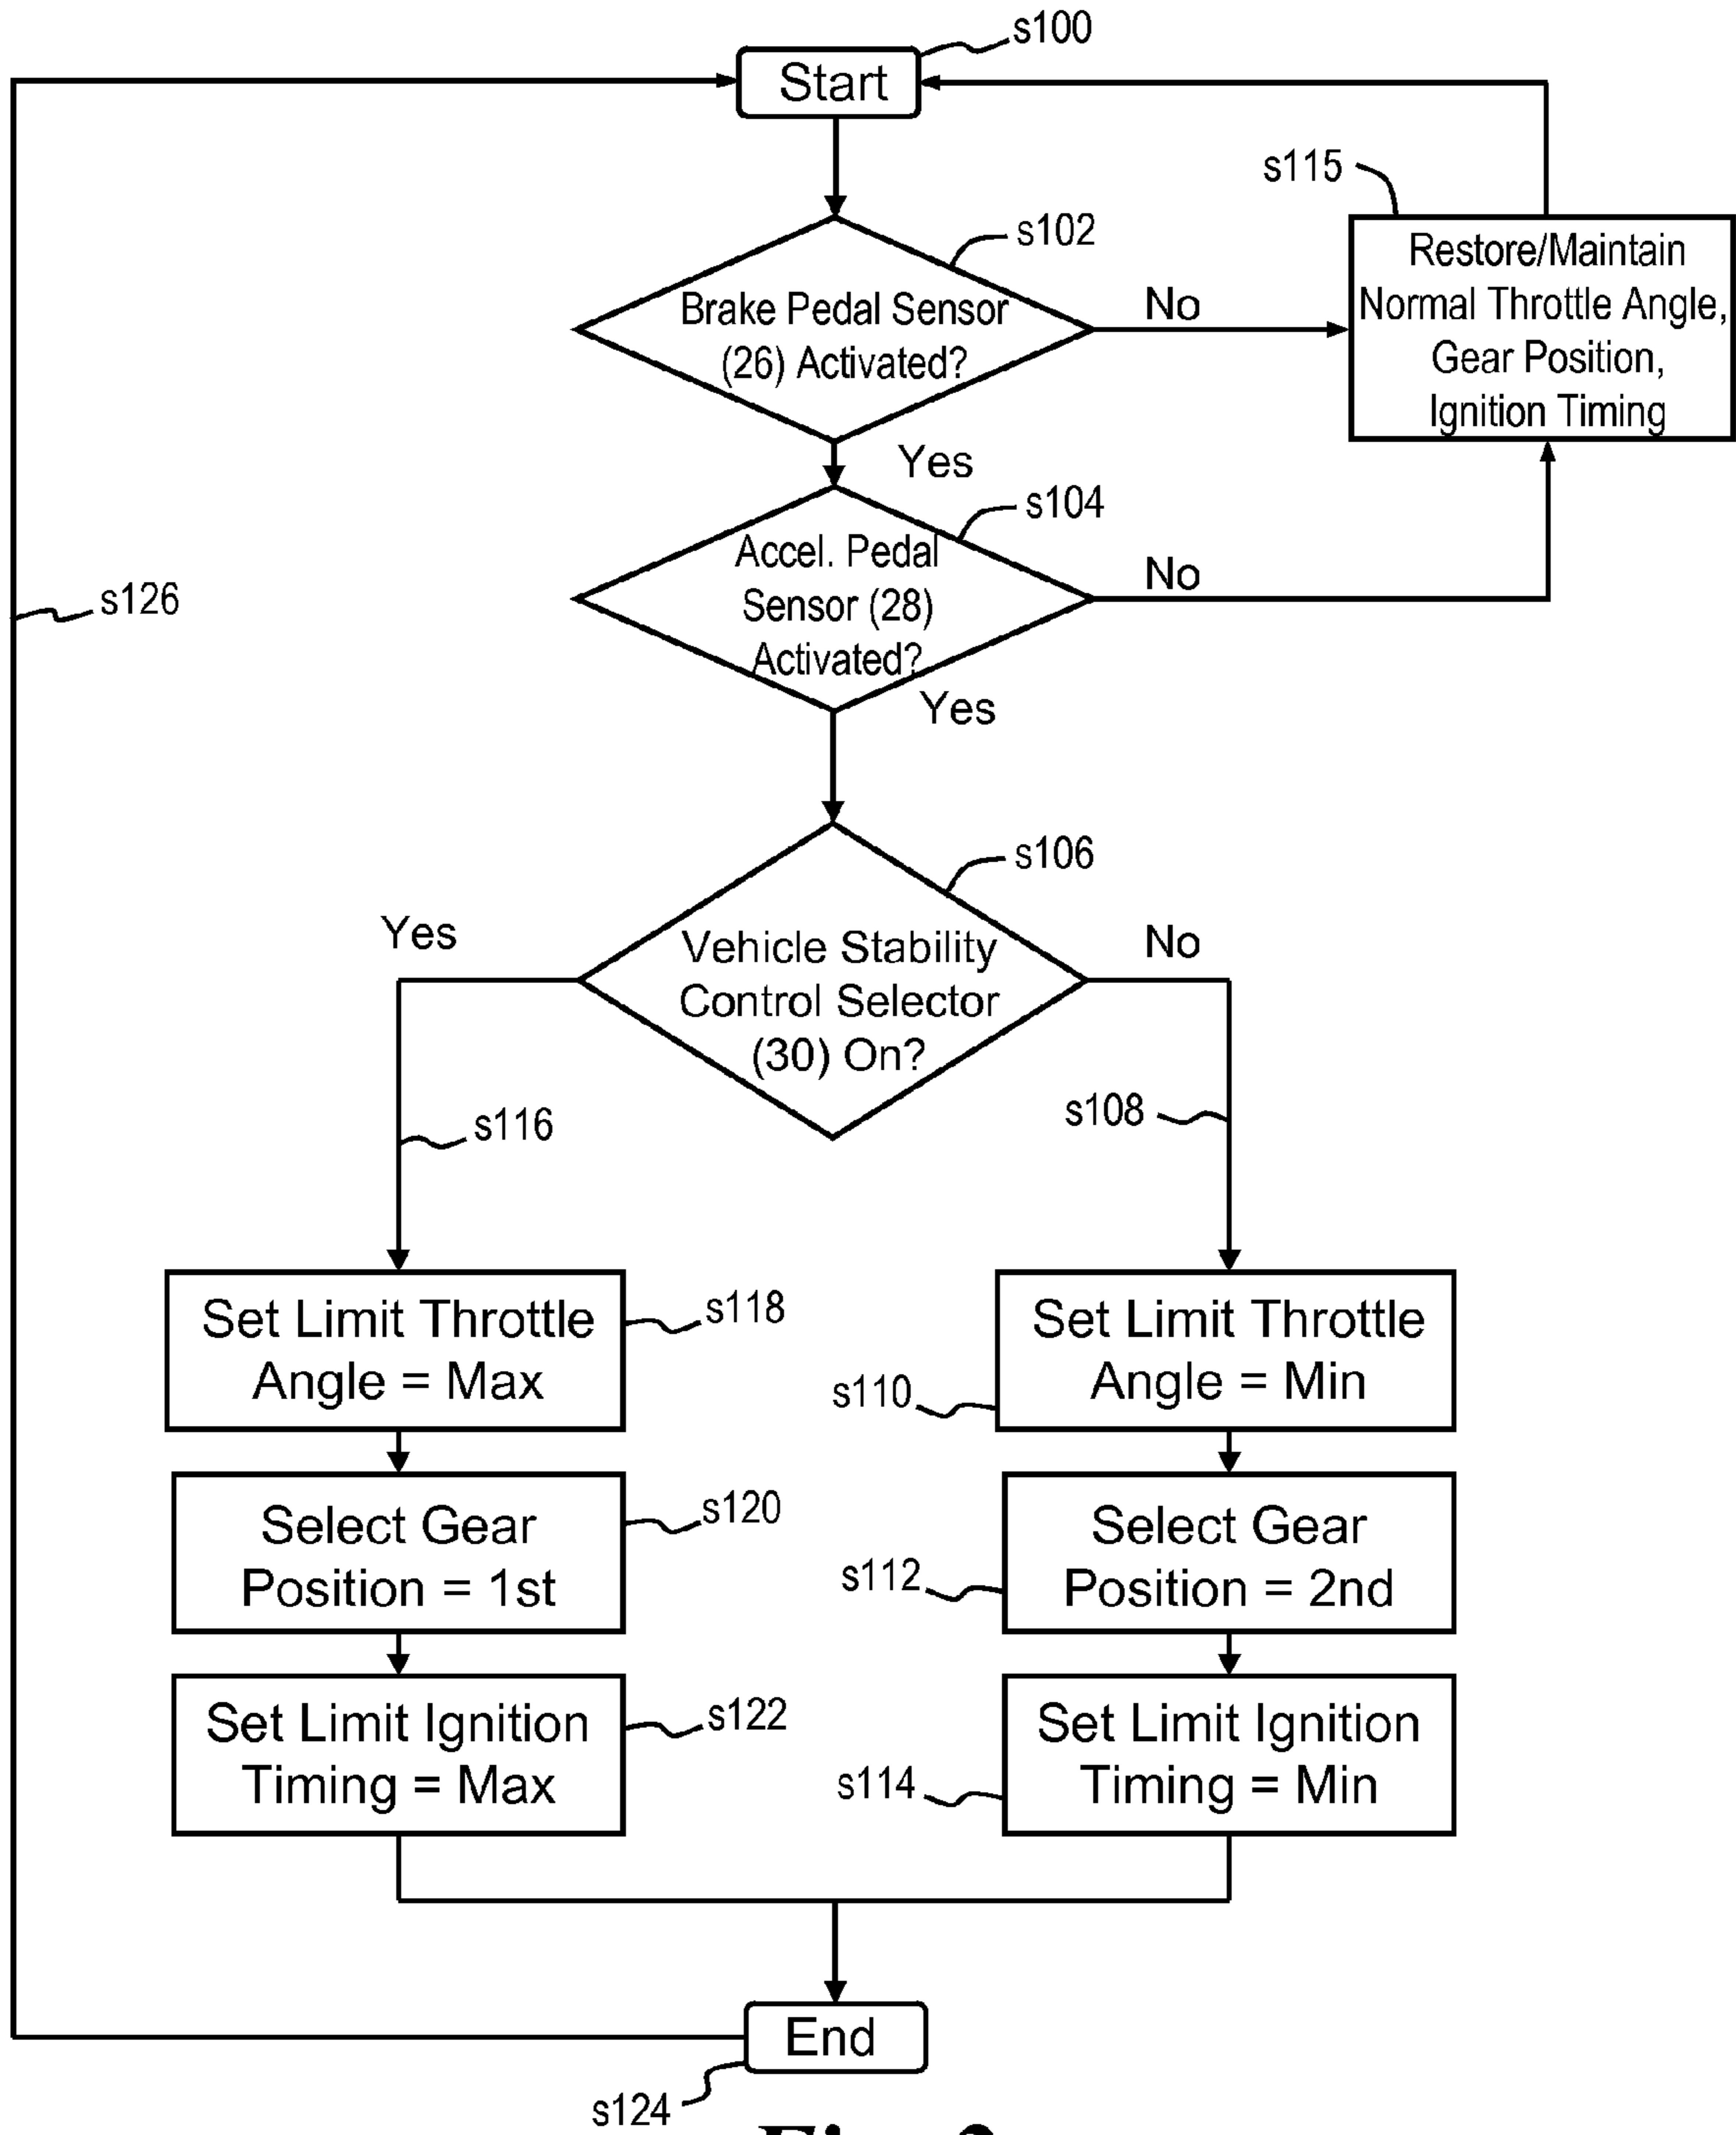 s100
Start
s115
s102
Restore/Maintain
Normal Throttle Angle,
Gear Position,
Ignition Timing
Brake Pedal Sensor
(26) Activated?
No
Yes
s104
Accel. Pedal
Sensor (28)
Activated?
No
Yes
s126
s106
Yes
Vehicle Stability
Control Selector
(30) On?
No
s116
s108
Set Limit Throttle
Angle = Max
s118
Set Limit Throttle
Angle = Min
s110
Select Gear
Position = 1st
s120
Select Gear
Position = 2nd
s112
Set Limit Ignition
Timing = Max
s122
Set Limit Ignition
Timing = Min
s114
End
s124